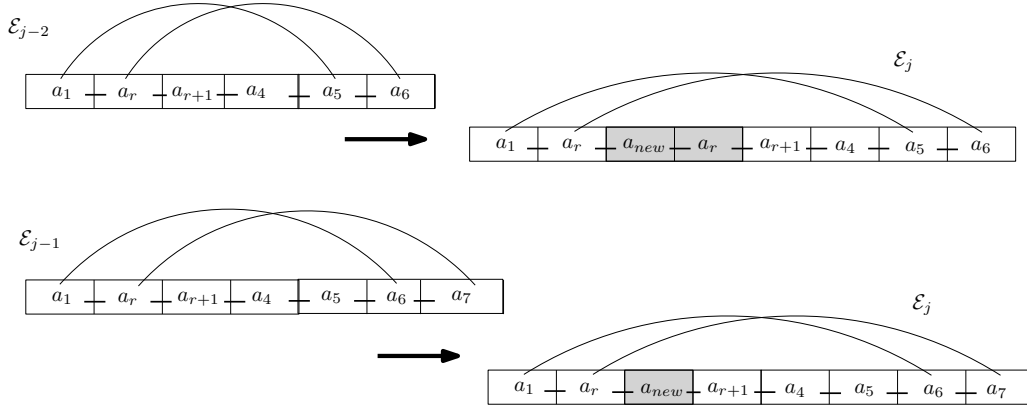 ℰ_{j−2}
a_1 a_r a_{r+1} a_4 a_5 a_6
ℰ_j
a_1 a_r a_{new} a_r a_{r+1} a_4 a_5 a_6
ℰ_{j−1}
a_1 a_r a_{r+1} a_4 a_5 a_6 a_7
ℰ_j
a_1 a_r a_{new} a_{r+1} a_4 a_5 a_6 a_7